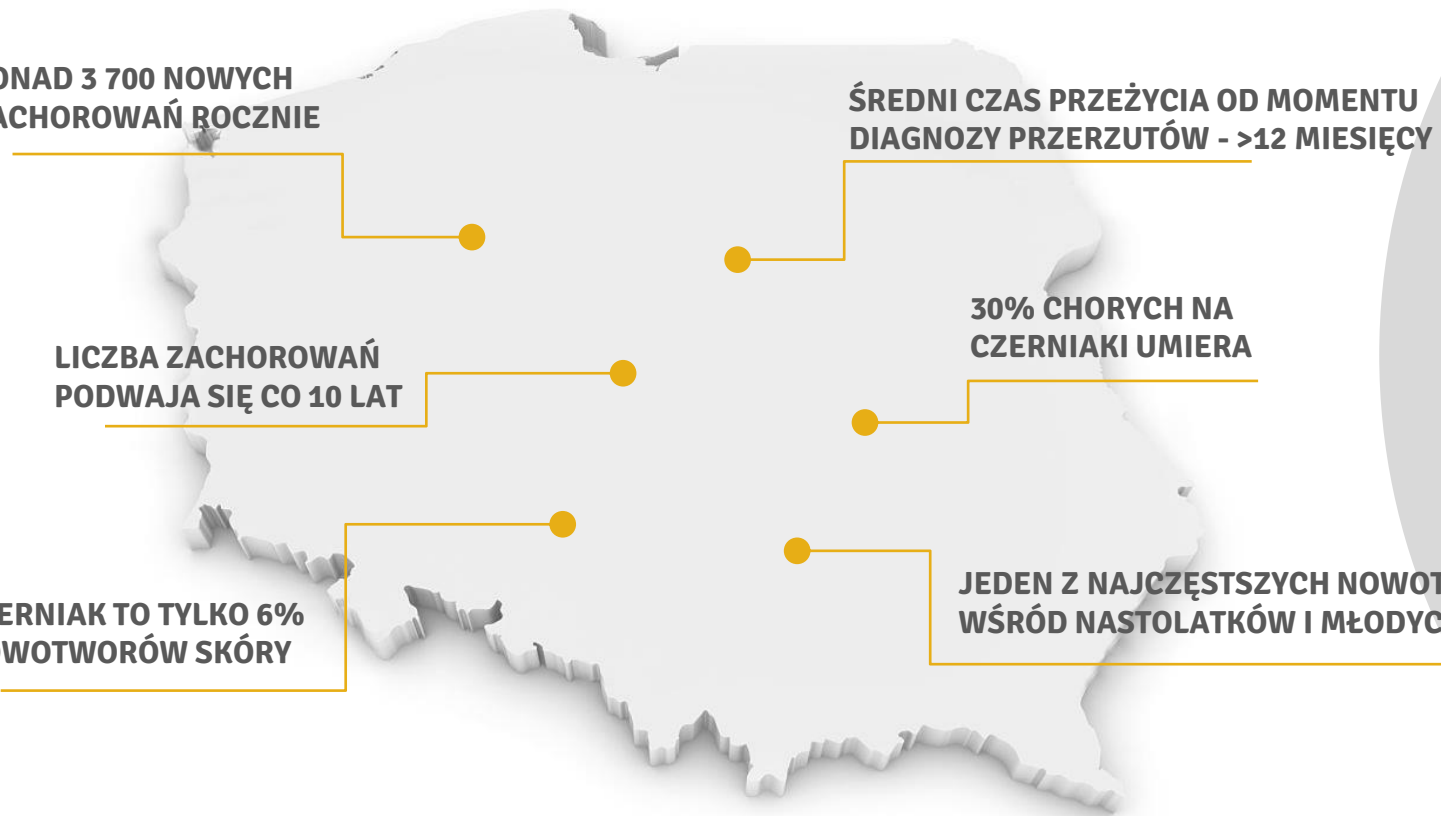 ONAD 3 700 NOWYCH
ACHOROWAŃ ROCZNIE
ŚREDNI CZAS PRZEŻYCIA OD MOMENTU
DIAGNOZY PRZERZUTÓW - >12 MIESIĘCY
30% CHORYCH NA
CZERNIAKI UMIERA
LICZBA ZACHOROWAŃ
PODWAJA SIĘ CO 10 LAT
JEDEN Z NAJCZĘSTSZYCH NOWOT
WŚRÓD NASTOLATKÓW I MŁODYC
ERNIAK TO TYLKO 6%
OWOTWORÓW SKÓRY